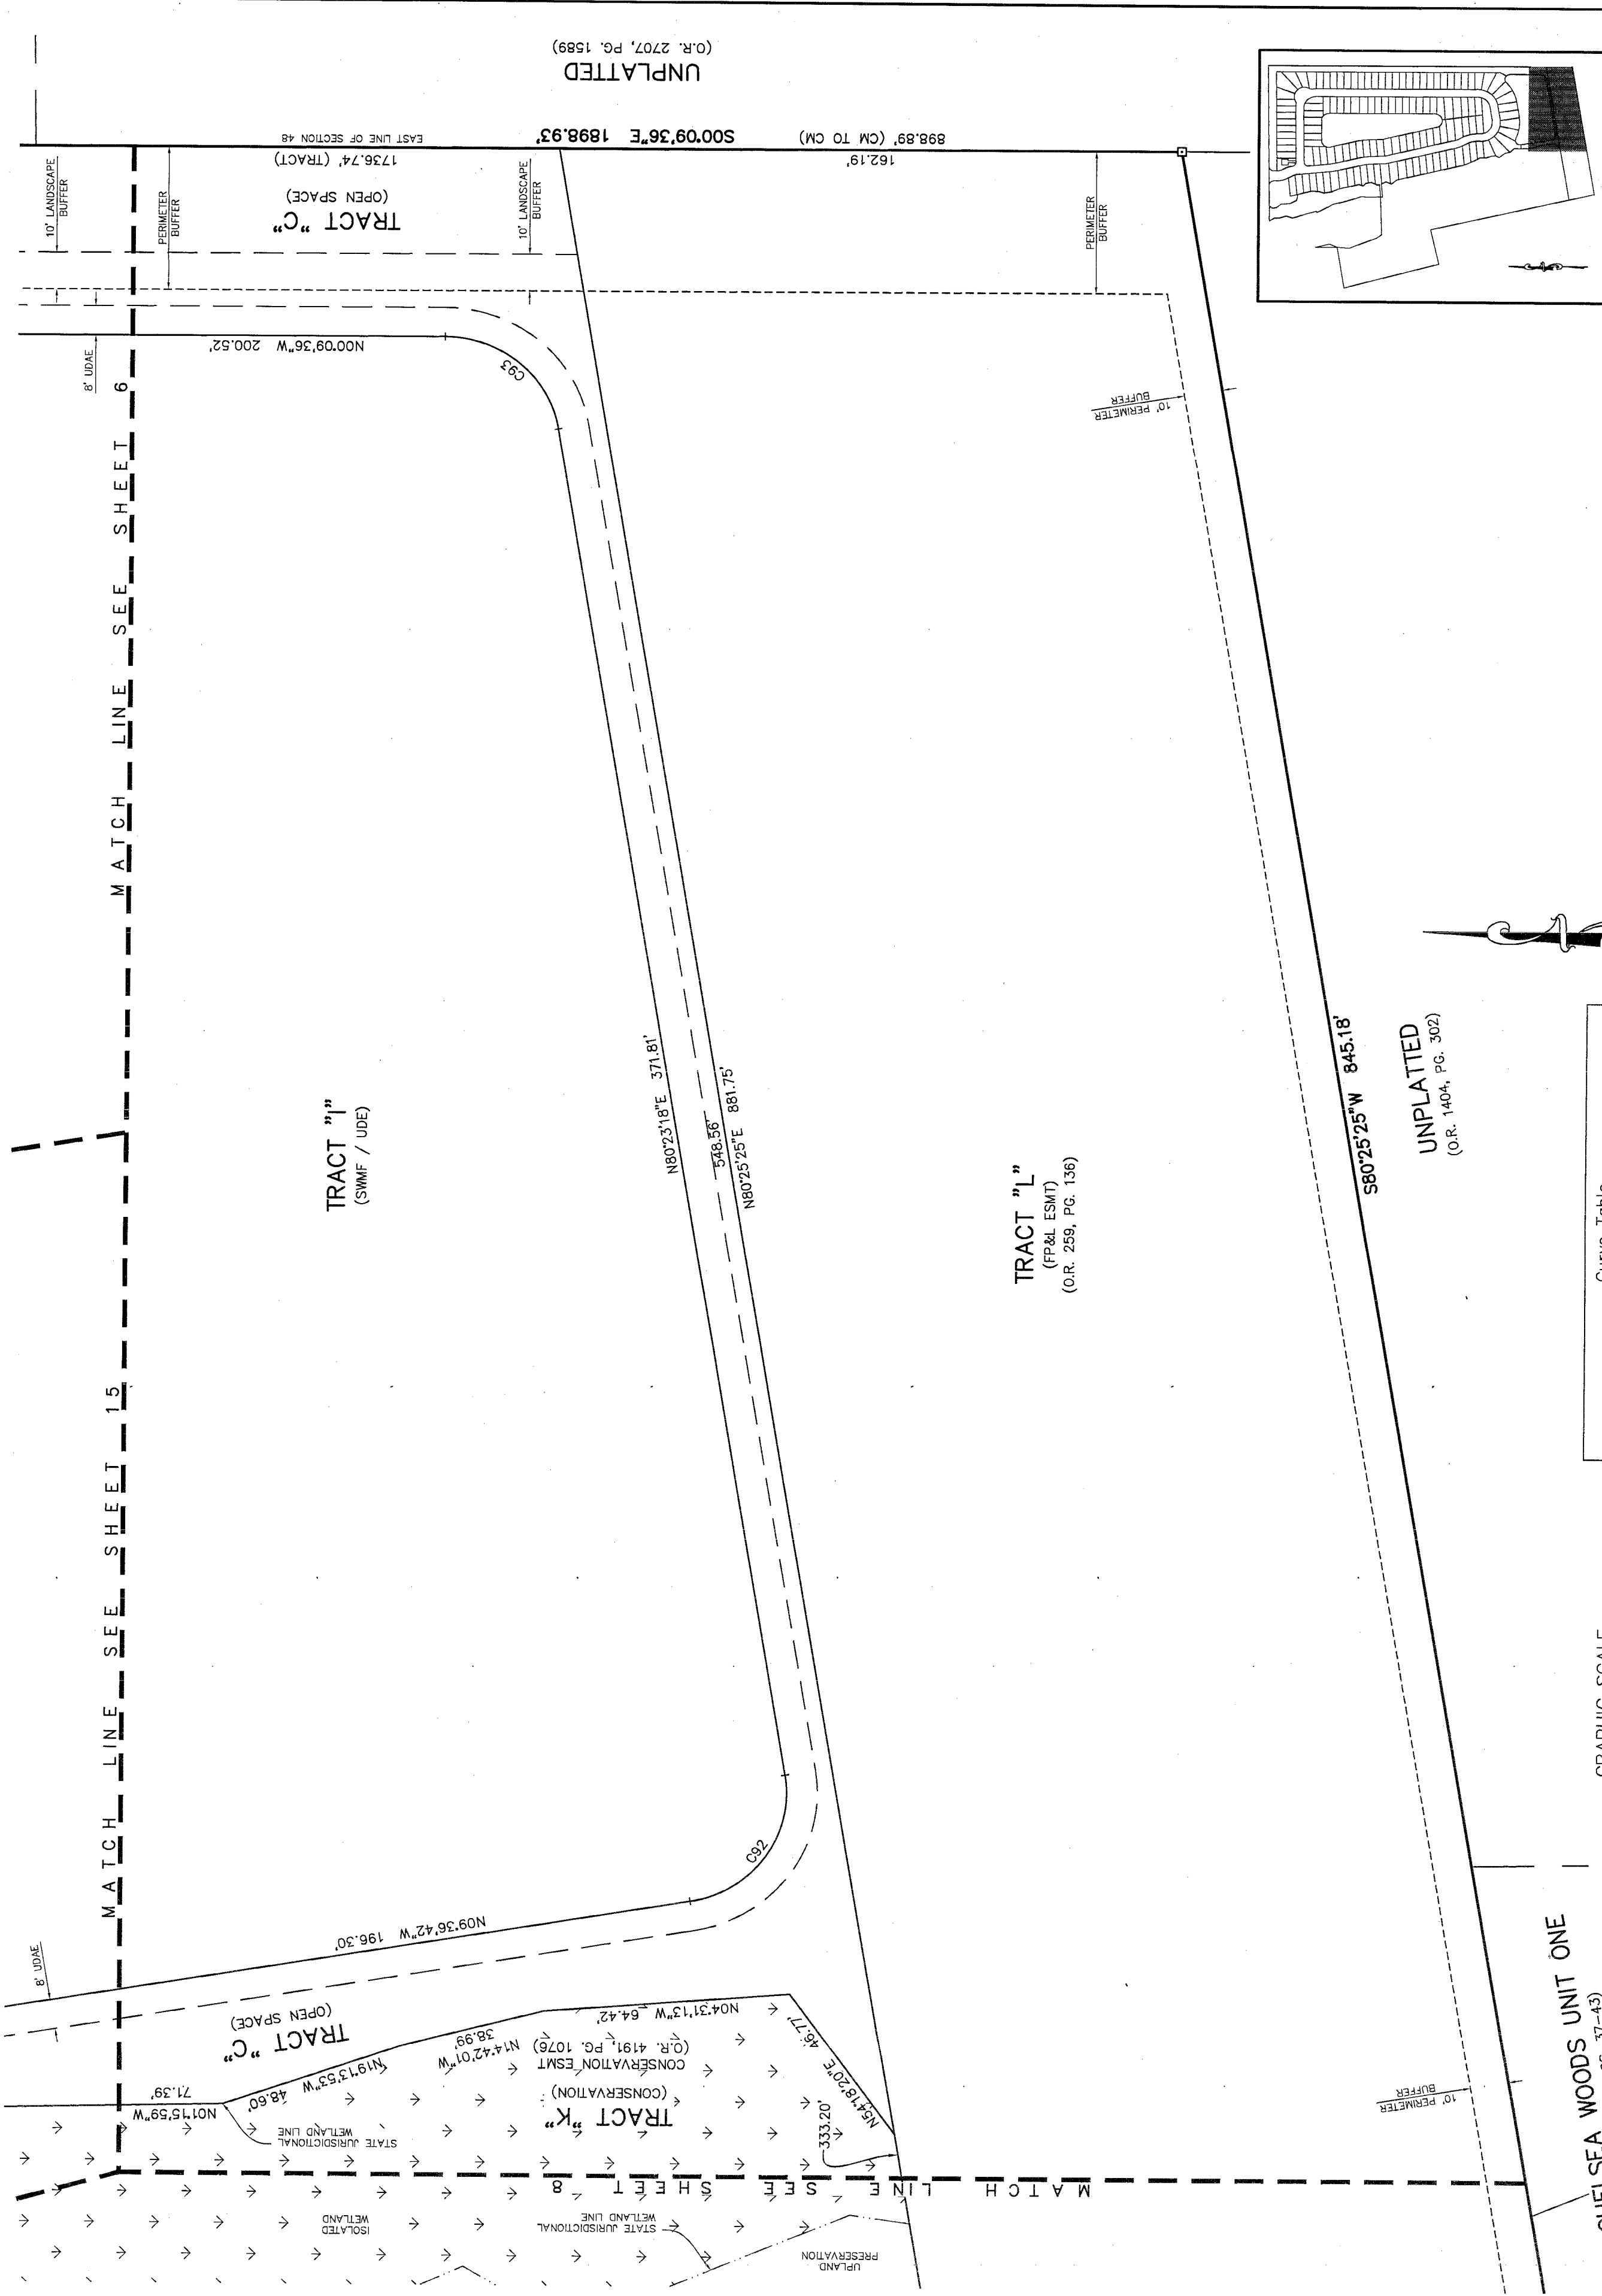 UNPLATTED
(O.R. 2707, PG. 1589)
EAST LINE OF SECTION 48
S00°09'36"E 1898.93'
898.89' (CM TO CM)
1736.74' (TRACT)
162.19'
10' LANDSCAPE
BUFFER
PERIMETER
BUFFER
TRACT "C"
(OPEN SPACE)
10' LANDSCAPE
BUFFER
PERIMETER
BUFFER
8' UDAE
N00°09'36"W 200.52'
C93
10' PERIMETER
BUFFER
MATCH LINE SEE SHEET 6
TRACT "I"
(SWMF / UDE)
N80°23'18"E 371.81'
548.56'
N80°25'25"E 881.75'
TRACT "L"
(FP&L ESMT)
(O.R. 259, PG. 136)
S80°25'25"W 845.18'
UNPLATTED
(O.R. 1404, PG. 302)
Curve Table
MATCH LINE SEE SHEET 15
C92
N09°36'42"W 196.30'
8' UDAE
TRACT "C"
(OPEN SPACE)
N01°15'59"W
71.39'
N19°13'53"W 48.60'
N14°42'01"W
38.99'
N04°31'13"W 64.42'
N54°18'20"E 46.77'
333.20'
STATE JURISDICTIONAL
WETLAND LINE
TRACT "K"
(CONSERVATION)
CONSERVATION ESMT
(O.R. 4191, PG. 1076)
MATCH LINE SEE SHEET 8
ISOLATED
WETLAND
STATE JURISDICTIONAL
WETLAND LINE
UPLAND
PRESERVATION
10' PERIMETER
BUFFER
GRAPHIC SCALE
CHELSEA WOODS UNIT ONE
37-43)